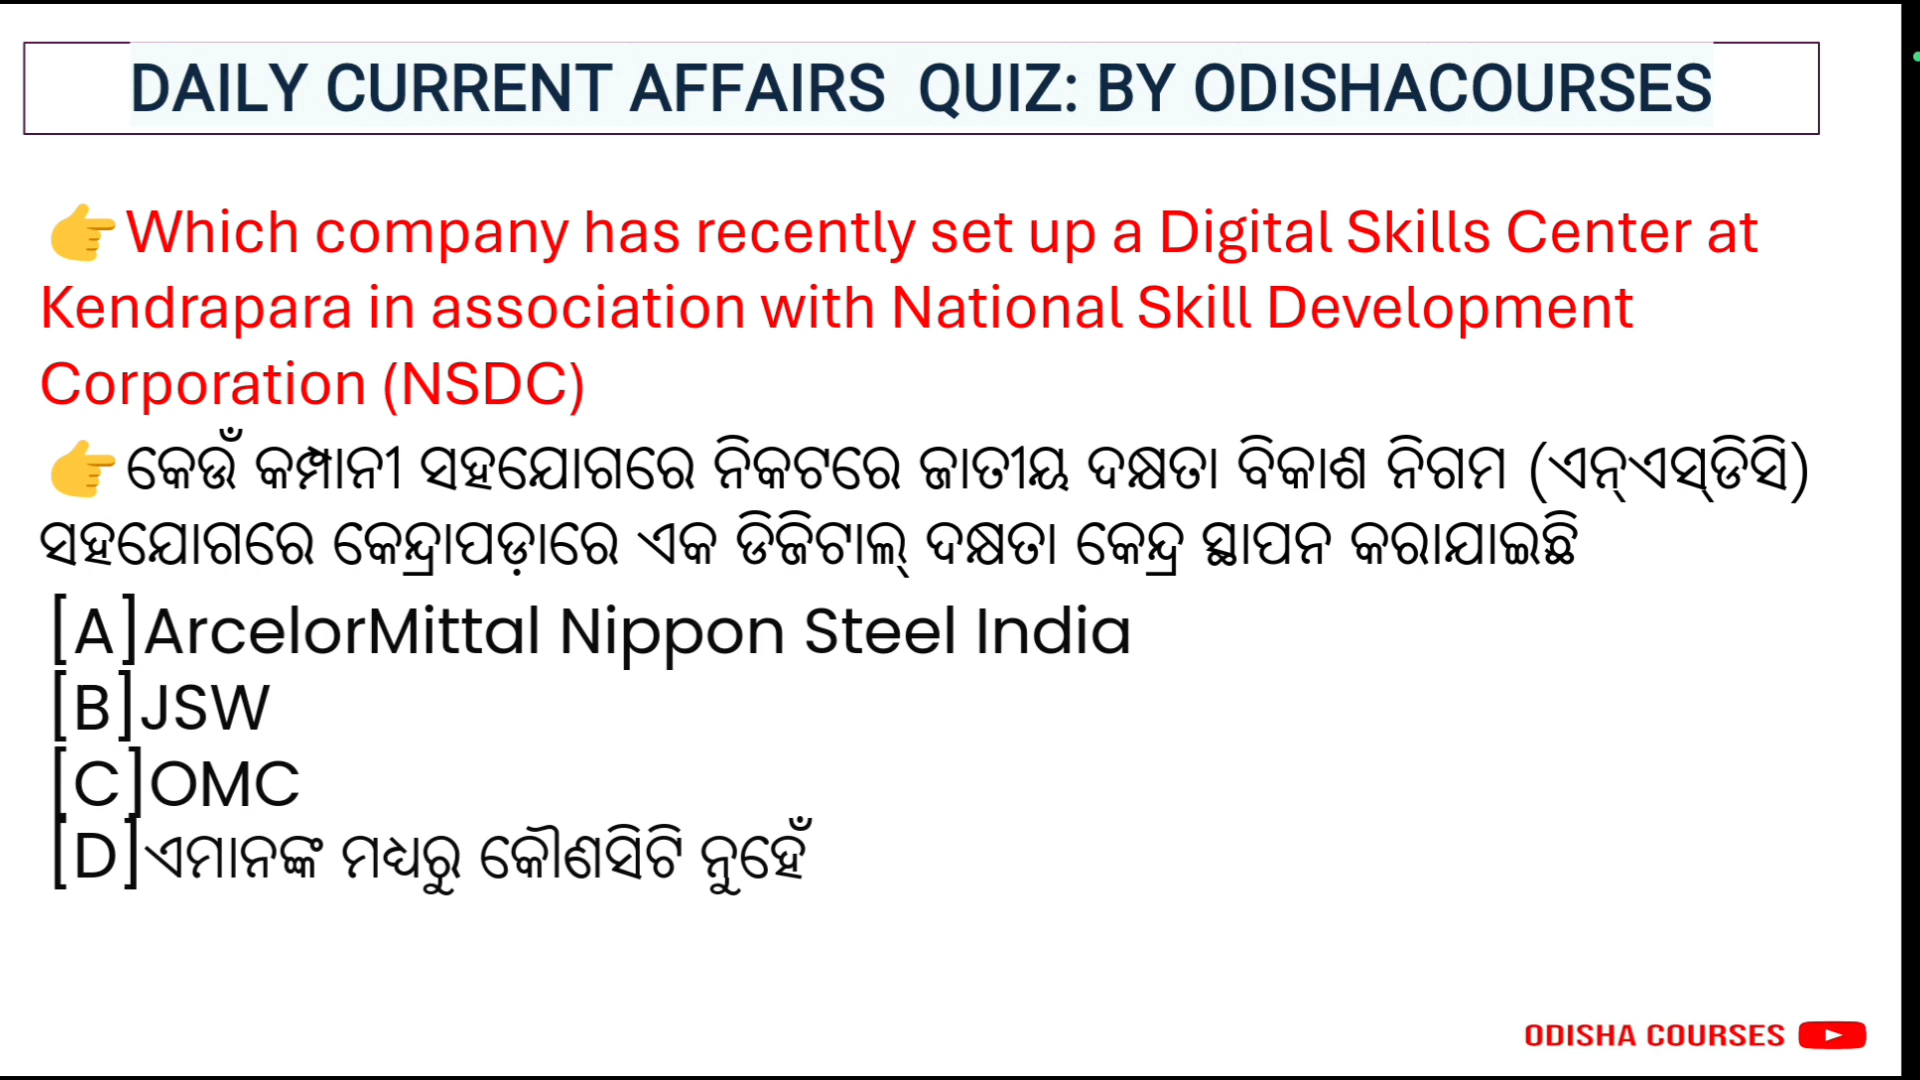 DAILY CURRENT AFFAIRS QUIZ: BY ODISHACOURSES
👉Which company has recently set up a Digital Skills Center at
Kendrapara in association with National Skill Development
Corporation (NSDC)
👉କେଉଁ କମ୍ପାନୀ ସହଯୋଗରେ ନିକଟରେ ଜାତୀୟ ଦକ୍ଷତା ବିକାଶ ନିଗମ (ଏନ୍ଏସ୍ଡିସି)
ସହଯୋଗରେ କେନ୍ଦ୍ରାପଡ଼ାରେ ଏକ ଡିଜିଟାଲ୍ ଦକ୍ଷତା କେନ୍ଦ୍ର ସ୍ଥାପନ କରାଯାଇଛି
[A]ArcelorMittal Nippon Steel India
[B]JSW
[C]OMC
[D]ଏମାନଙ୍କ ମଧ୍ୟରୁ କୌଣସିଟି ନୁହେଁ
ODISHA COURSES